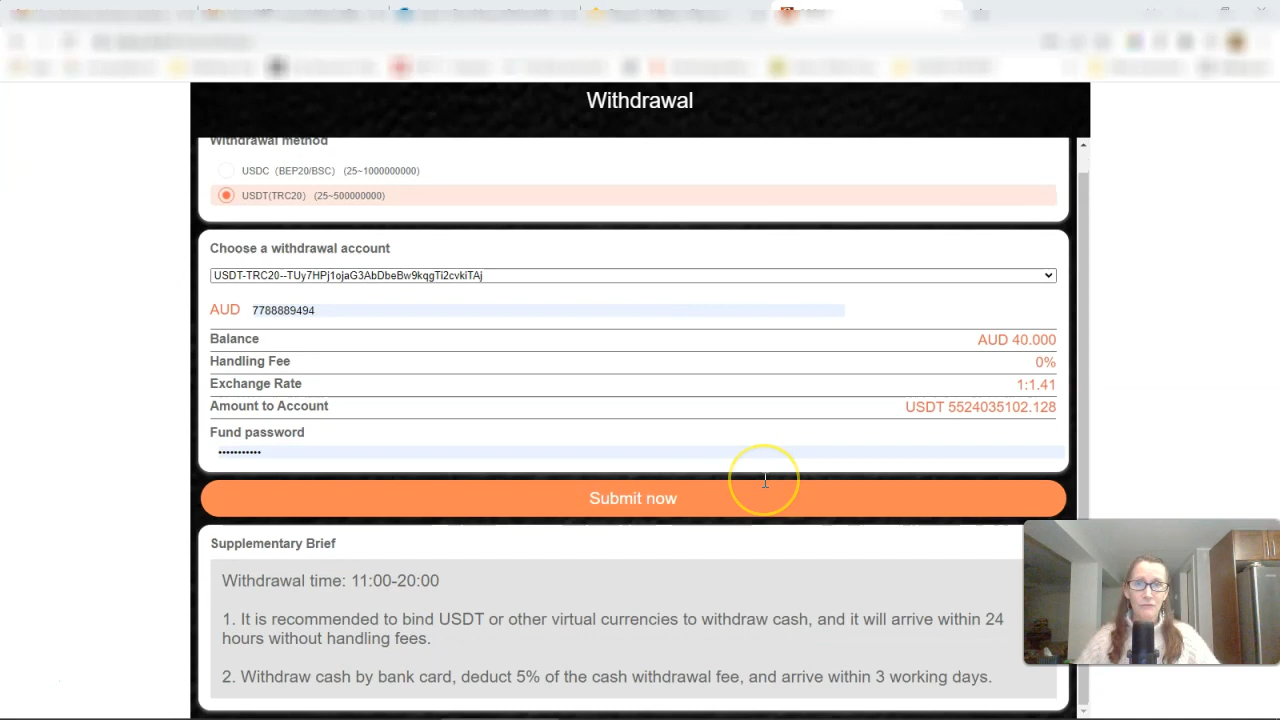 Withdrawal
Withdrawal method
USDC (BEP20/BSC) (25~1000000000)
USDT(TRC20) (25~500000000)
Choose a withdrawal account
USDT-TRC20--TUy7HPj1ojaG3AbDbeBw9kqgTi2cvkiTAj
AUD 7788889494
Balance AUD 40.000
Handling Fee 0%
Exchange Rate 1:1.41
Amount to Account USDT 5524035102.128
Fund password
•••••••••••
Submit now
Supplementary Brief
Withdrawal time: 11:00-20:00
1. It is recommended to bind USDT or other virtual currencies to withdraw cash, and it will arrive within 24
hours without handling fees.
2. Withdraw cash by bank card, deduct 5% of the cash withdrawal fee, and arrive within 3 working days.